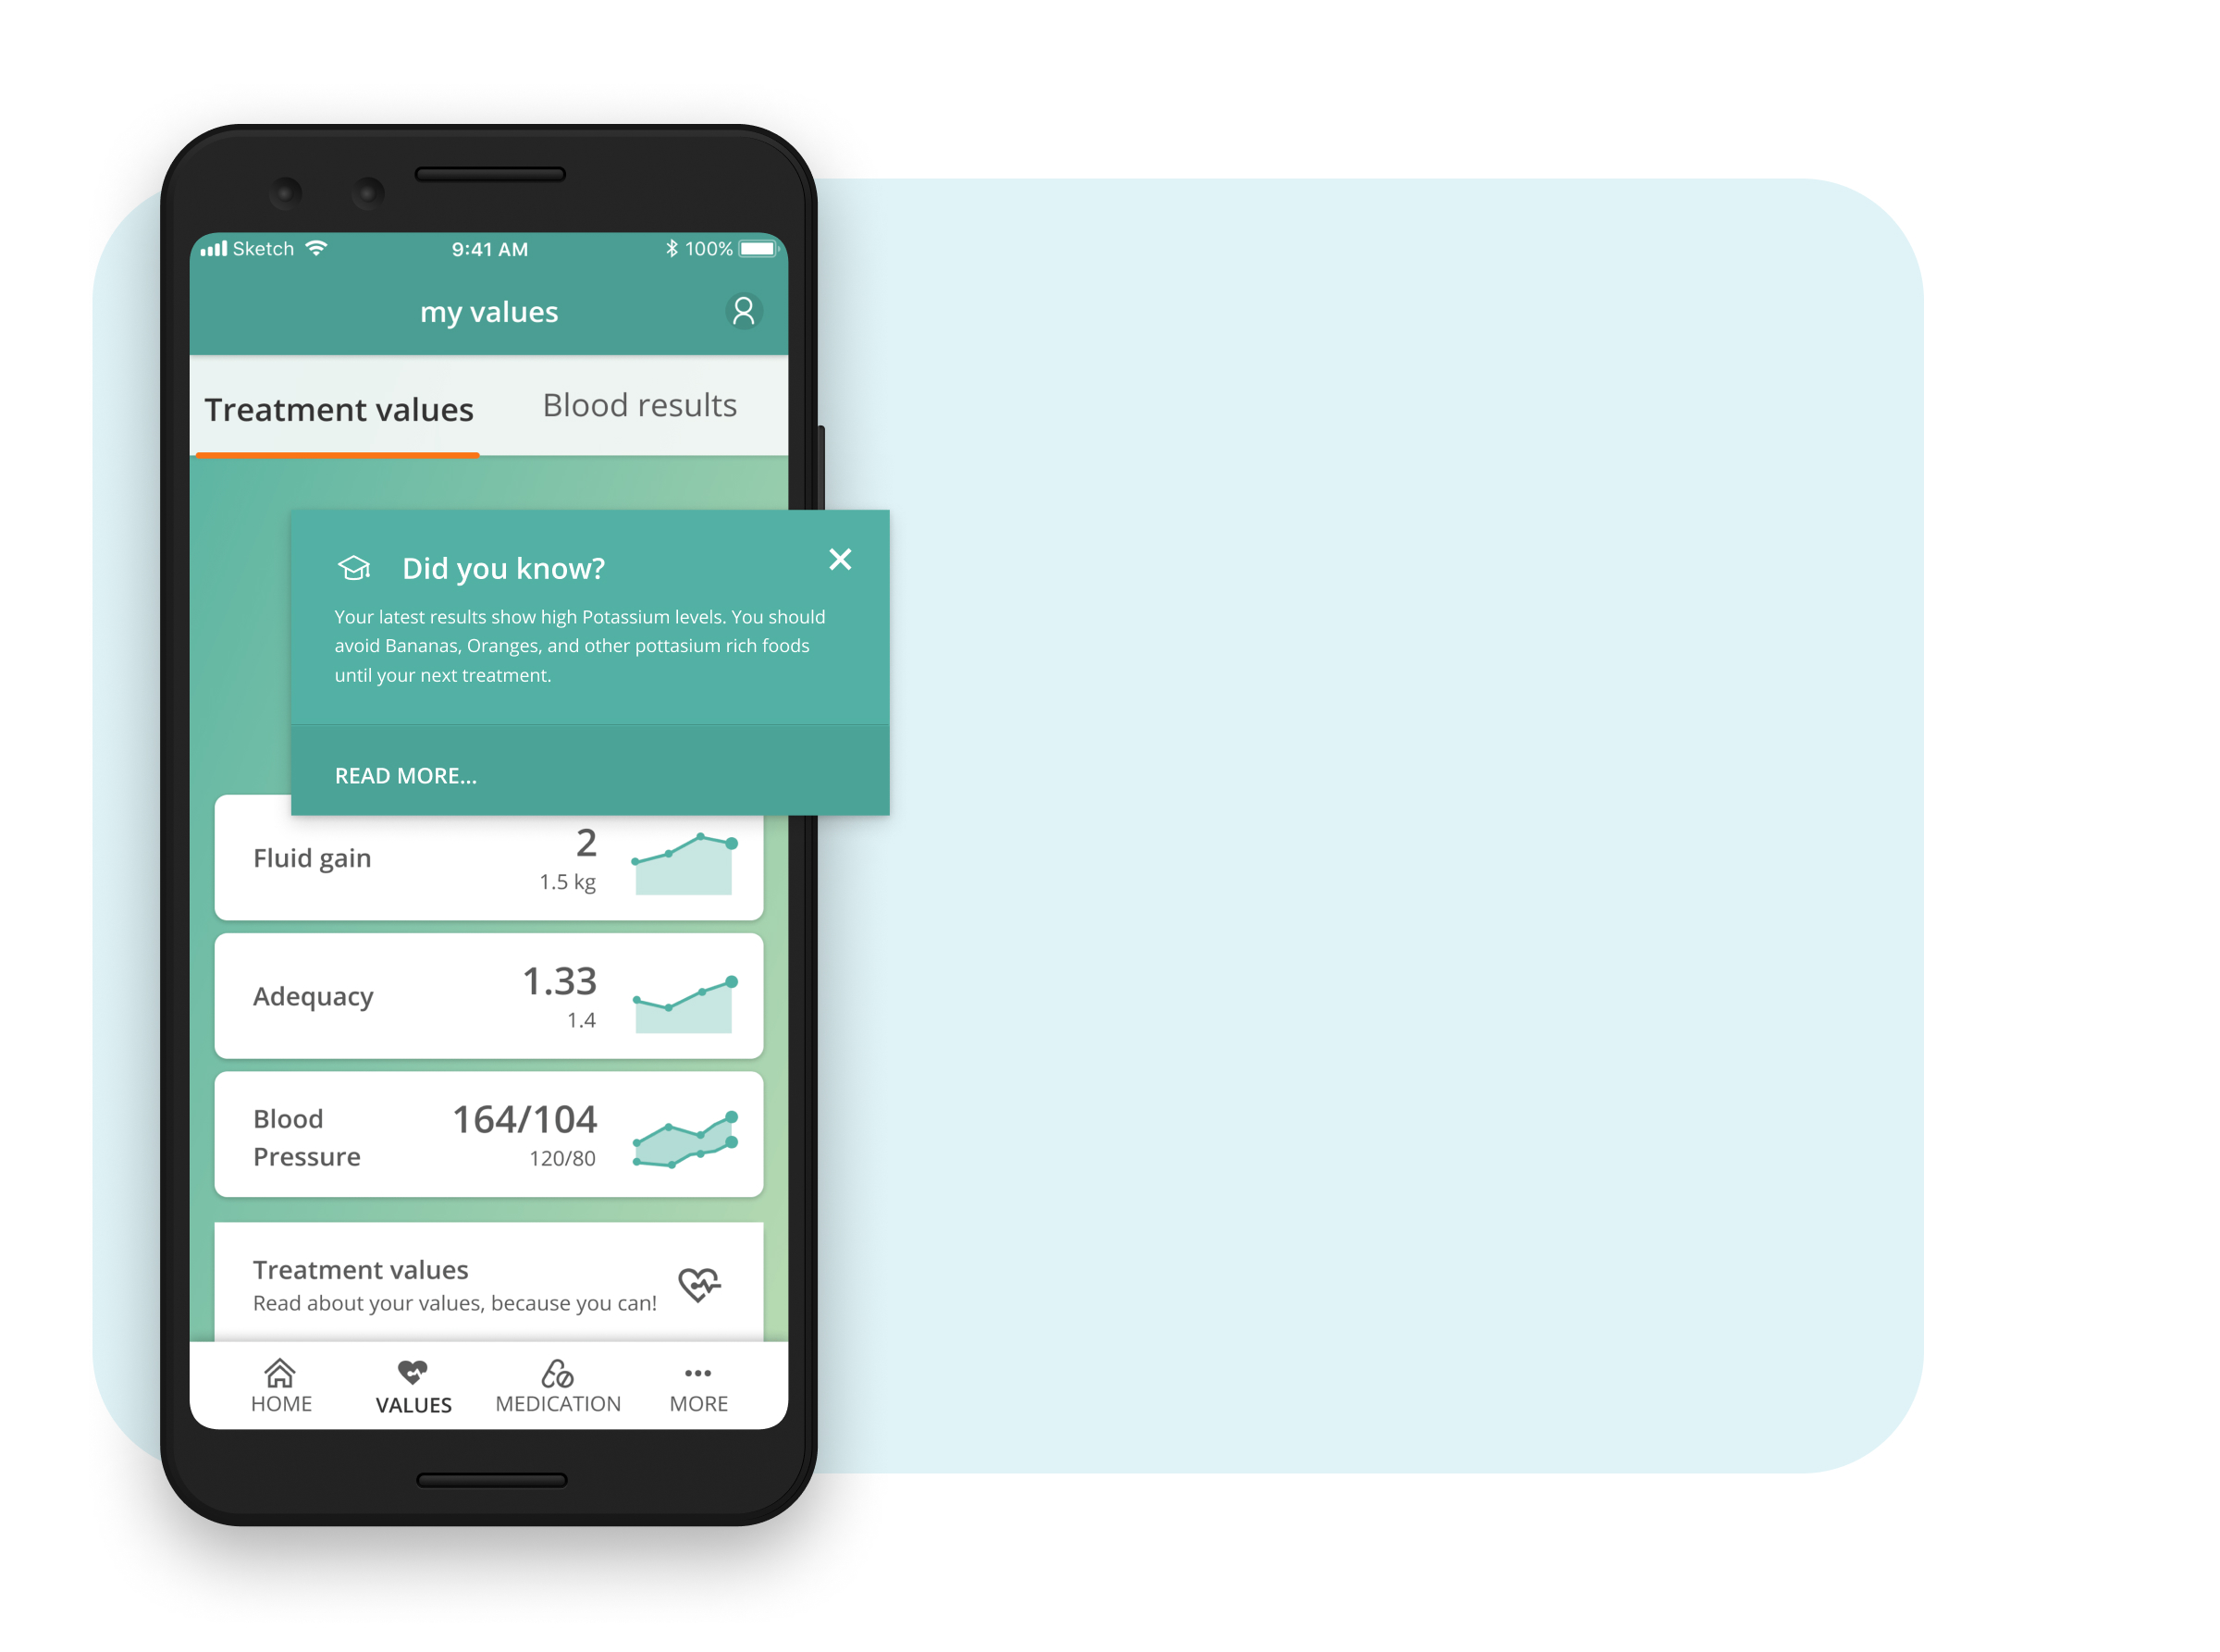 Sketch 9:41 AM 100%
my values
Treatment values Blood results
Did you know?
Your latest results show high Potassium levels. You should
avoid Bananas, Oranges, and other pottasium rich foods
until your next treatment.
READ MORE...
Fluid gain 2
1.5 kg
Adequacy 1.33
1.4
Blood
Pressure 164/104
120/80
Treatment values
Read about your values, because you can!
HOME VALUES MEDICATION MORE